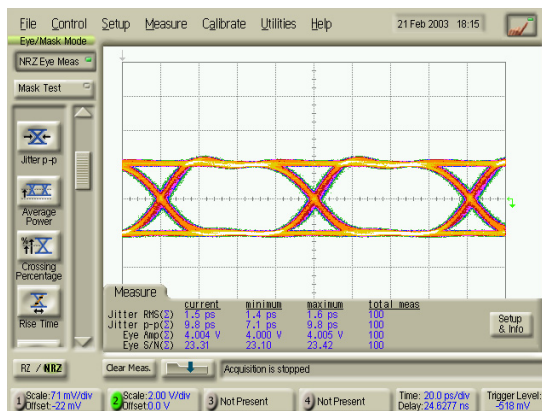 File Control Setup Measure Calibrate Utilities Help 21 Feb 2003 18:15
Eye/Mask Mode
NRZ Eye Meas
Mask Test
Jitter p-p
Average
Power
Crossing
Percentage
Rise Time
Measure
current minimum maximum total meas
Jitter RMS(Σ) 1.5 ps 1.4 ps 1.6 ps 100
Jitter p-p(Σ) 9.8 ps 7.1 ps 9.8 ps 100
Eye Amp(Σ) 4.004 V 4.000 V 4.005 V 100
Eye S/N(Σ) 23.31 23.10 23.42 100
Setup
& Info
RZ / NRZ
Clear Meas.
Acquisition is stopped
1 Scale:71 mV/div
Offset:-22 mV
2 Scale:2.00 V/div
Offset:0.0 V
3 Not Present
4 Not Present
Time: 20.0 ps/div
Delay:24.6277 ns
Trigger Level:
-518 mV